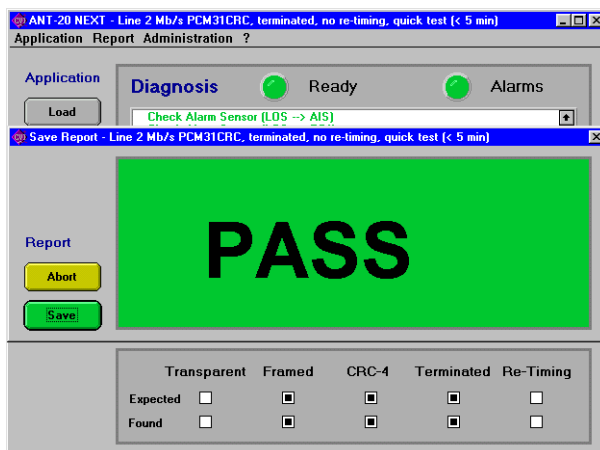 ANT-20 NEXT - Line 2 Mb/s PCM31CRC, terminated, no re-timing, quick test (< 5 min)
Application Report Administration ?
Application
Diagnosis Ready Alarms
Load
Check Alarm Sensor (LOS --> AIS)
Save Report - Line 2 Mb/s PCM31CRC, terminated, no re-timing, quick test (< 5 min)
PASS
Report
Abort
Save
Transparent Framed CRC-4 Terminated Re-Timing
Expected
Found